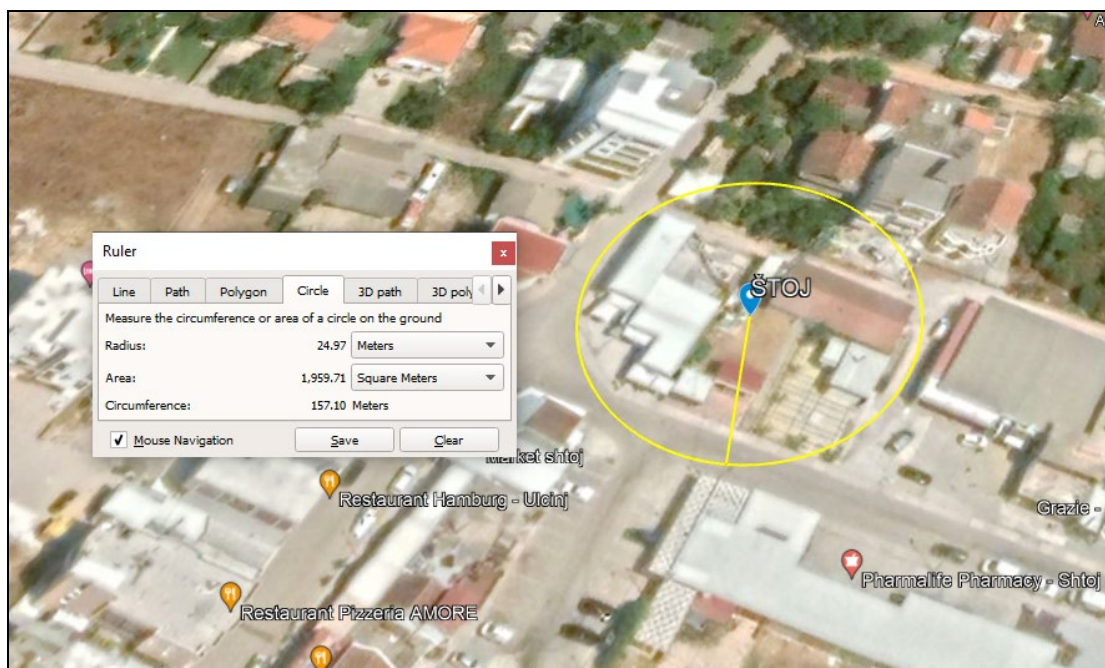 A
Ruler
x
Line Path Polygon Circle 3D path 3D poly
Measure the circumference or area of a circle on the ground
Radius: 24.97 Meters
Area: 1,959.71 Square Meters
Circumference: 157.10 Meters
Mouse Navigation Save Clear
ŠTOJ
Market shtoj
Restaurant Hamburg - Ulcinj
Grazie -
Pharmalife Pharmacy - Shtoj
Restaurant Pizzeria AMORE